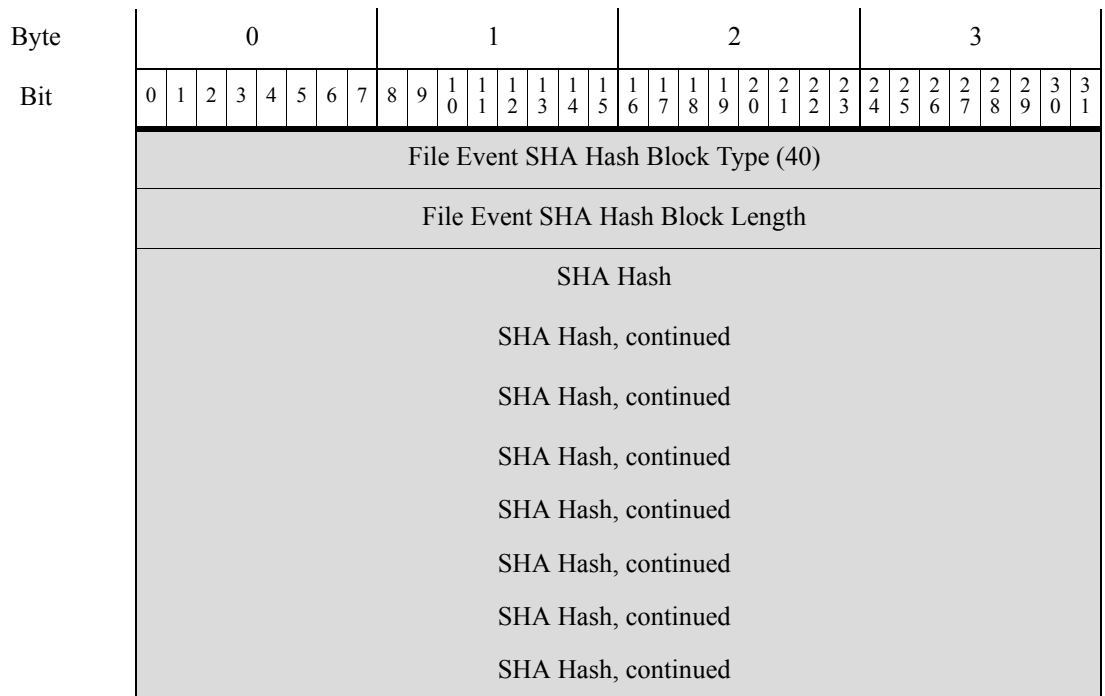 Byte 0 1 2 3
Bit 0 1 2 3 4 5 6 7 8 9 10 11 12 13 14 15 16 17 18 19 20 21 22 23 24 25 26 27 28 29 30 31
File Event SHA Hash Block Type (40)
File Event SHA Hash Block Length
SHA Hash
SHA Hash, continued
SHA Hash, continued
SHA Hash, continued
SHA Hash, continued
SHA Hash, continued
SHA Hash, continued
SHA Hash, continued